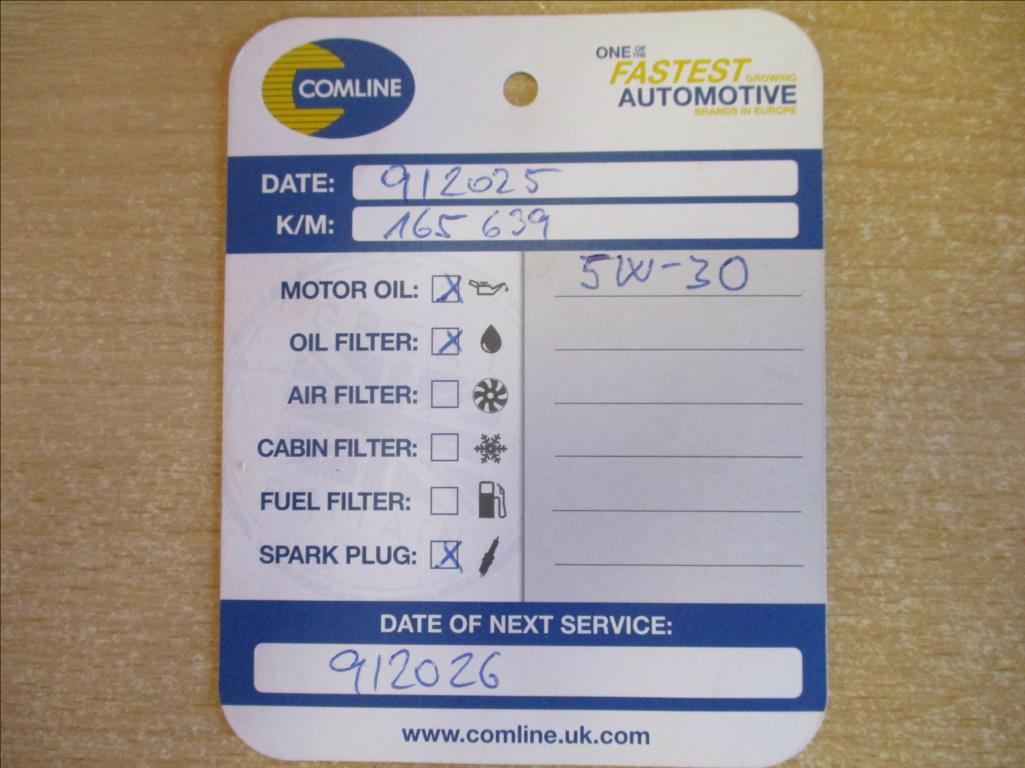 COMLINE
ONE OF THE
FASTEST GROWING
AUTOMOTIVE
BRANDS IN EUROPE
DATE: 9/2025
K/M: 165 639
MOTOR OIL: X 5W-30
OIL FILTER: X
AIR FILTER:
CABIN FILTER:
FUEL FILTER:
SPARK PLUG: X
DATE OF NEXT SERVICE:
9/2026
www.comline.uk.com